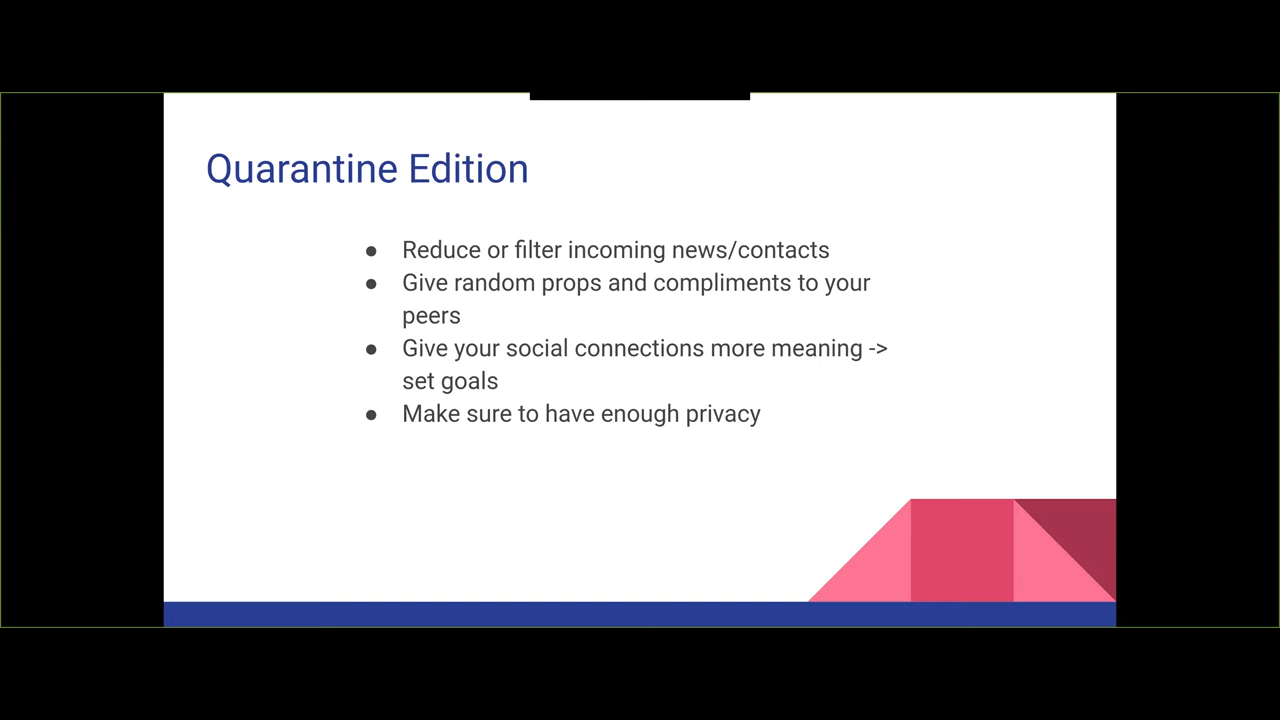 Quarantine Edition
● Reduce or filter incoming news/contacts
● Give random props and compliments to your
peers
● Give your social connections more meaning ->
set goals
● Make sure to have enough privacy